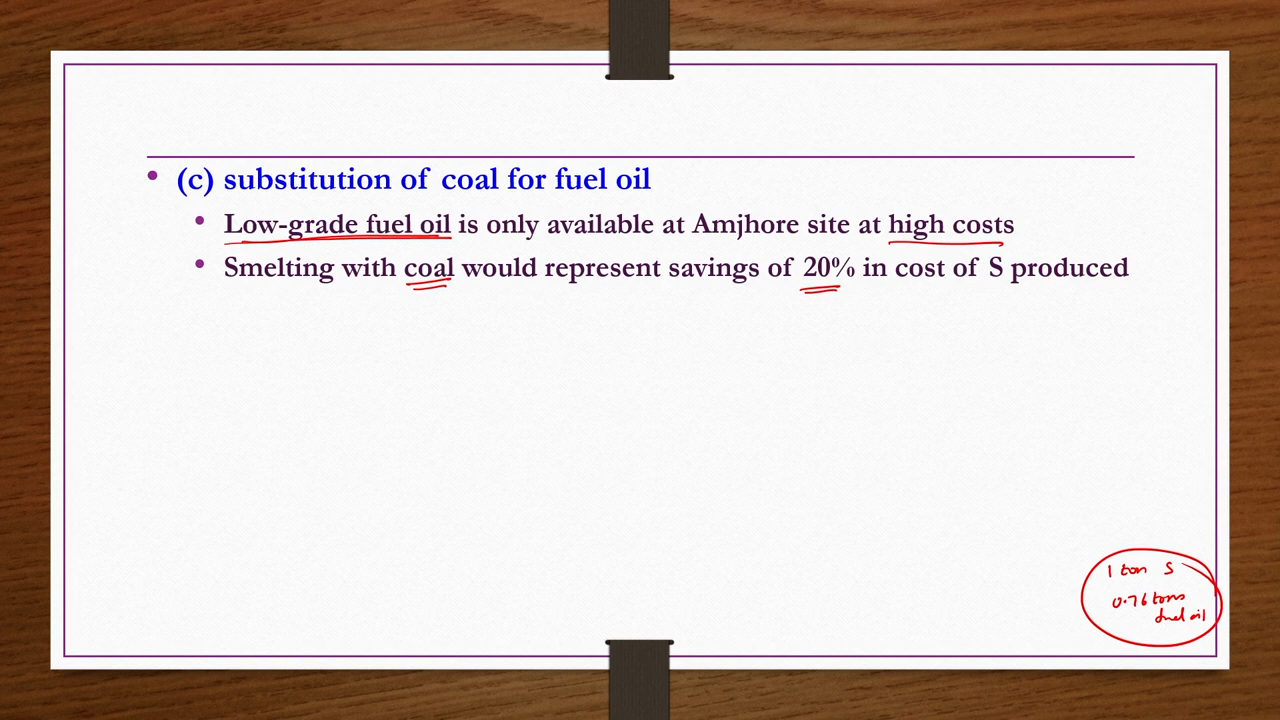 • (c) substitution of coal for fuel oil
• Low-grade fuel oil is only available at Amjhore site at high costs
• Smelting with coal would represent savings of 20% in cost of S produced
1 ton S
0.76 tons
fuel oil